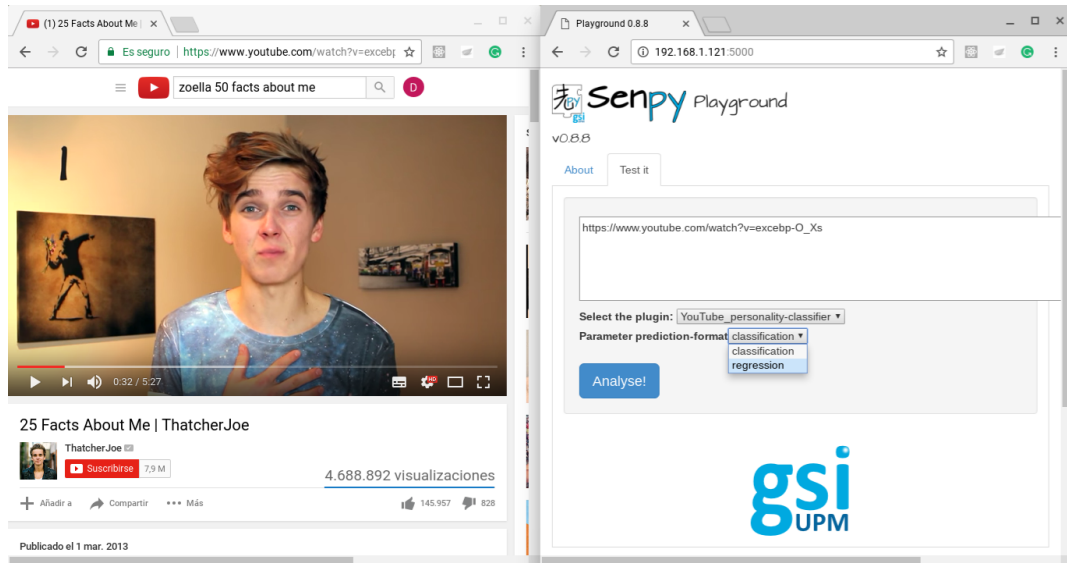 (1) 25 Facts About Me |
Es seguro | https://www.youtube.com/watch?v=excebp
zoella 50 facts about me
D
HD
0:32 / 5:27
25 Facts About Me | ThatcherJoe
ThatcherJoe
Suscribirse 7,9 M
4.688.892 visualizaciones
Añadir a Compartir Más 145.957 828
Publicado el 1 mar. 2013
Playground 0.8.8
192.168.1.121:5000
先 py gsi Senpy Playground
v0.8.8
About Test it
https://www.youtube.com/watch?v=excebp-O_Xs
Select the plugin: YouTube_personality-classifier
Parameter prediction-format classification
classification
regression
Analyse!
gsi
UPM